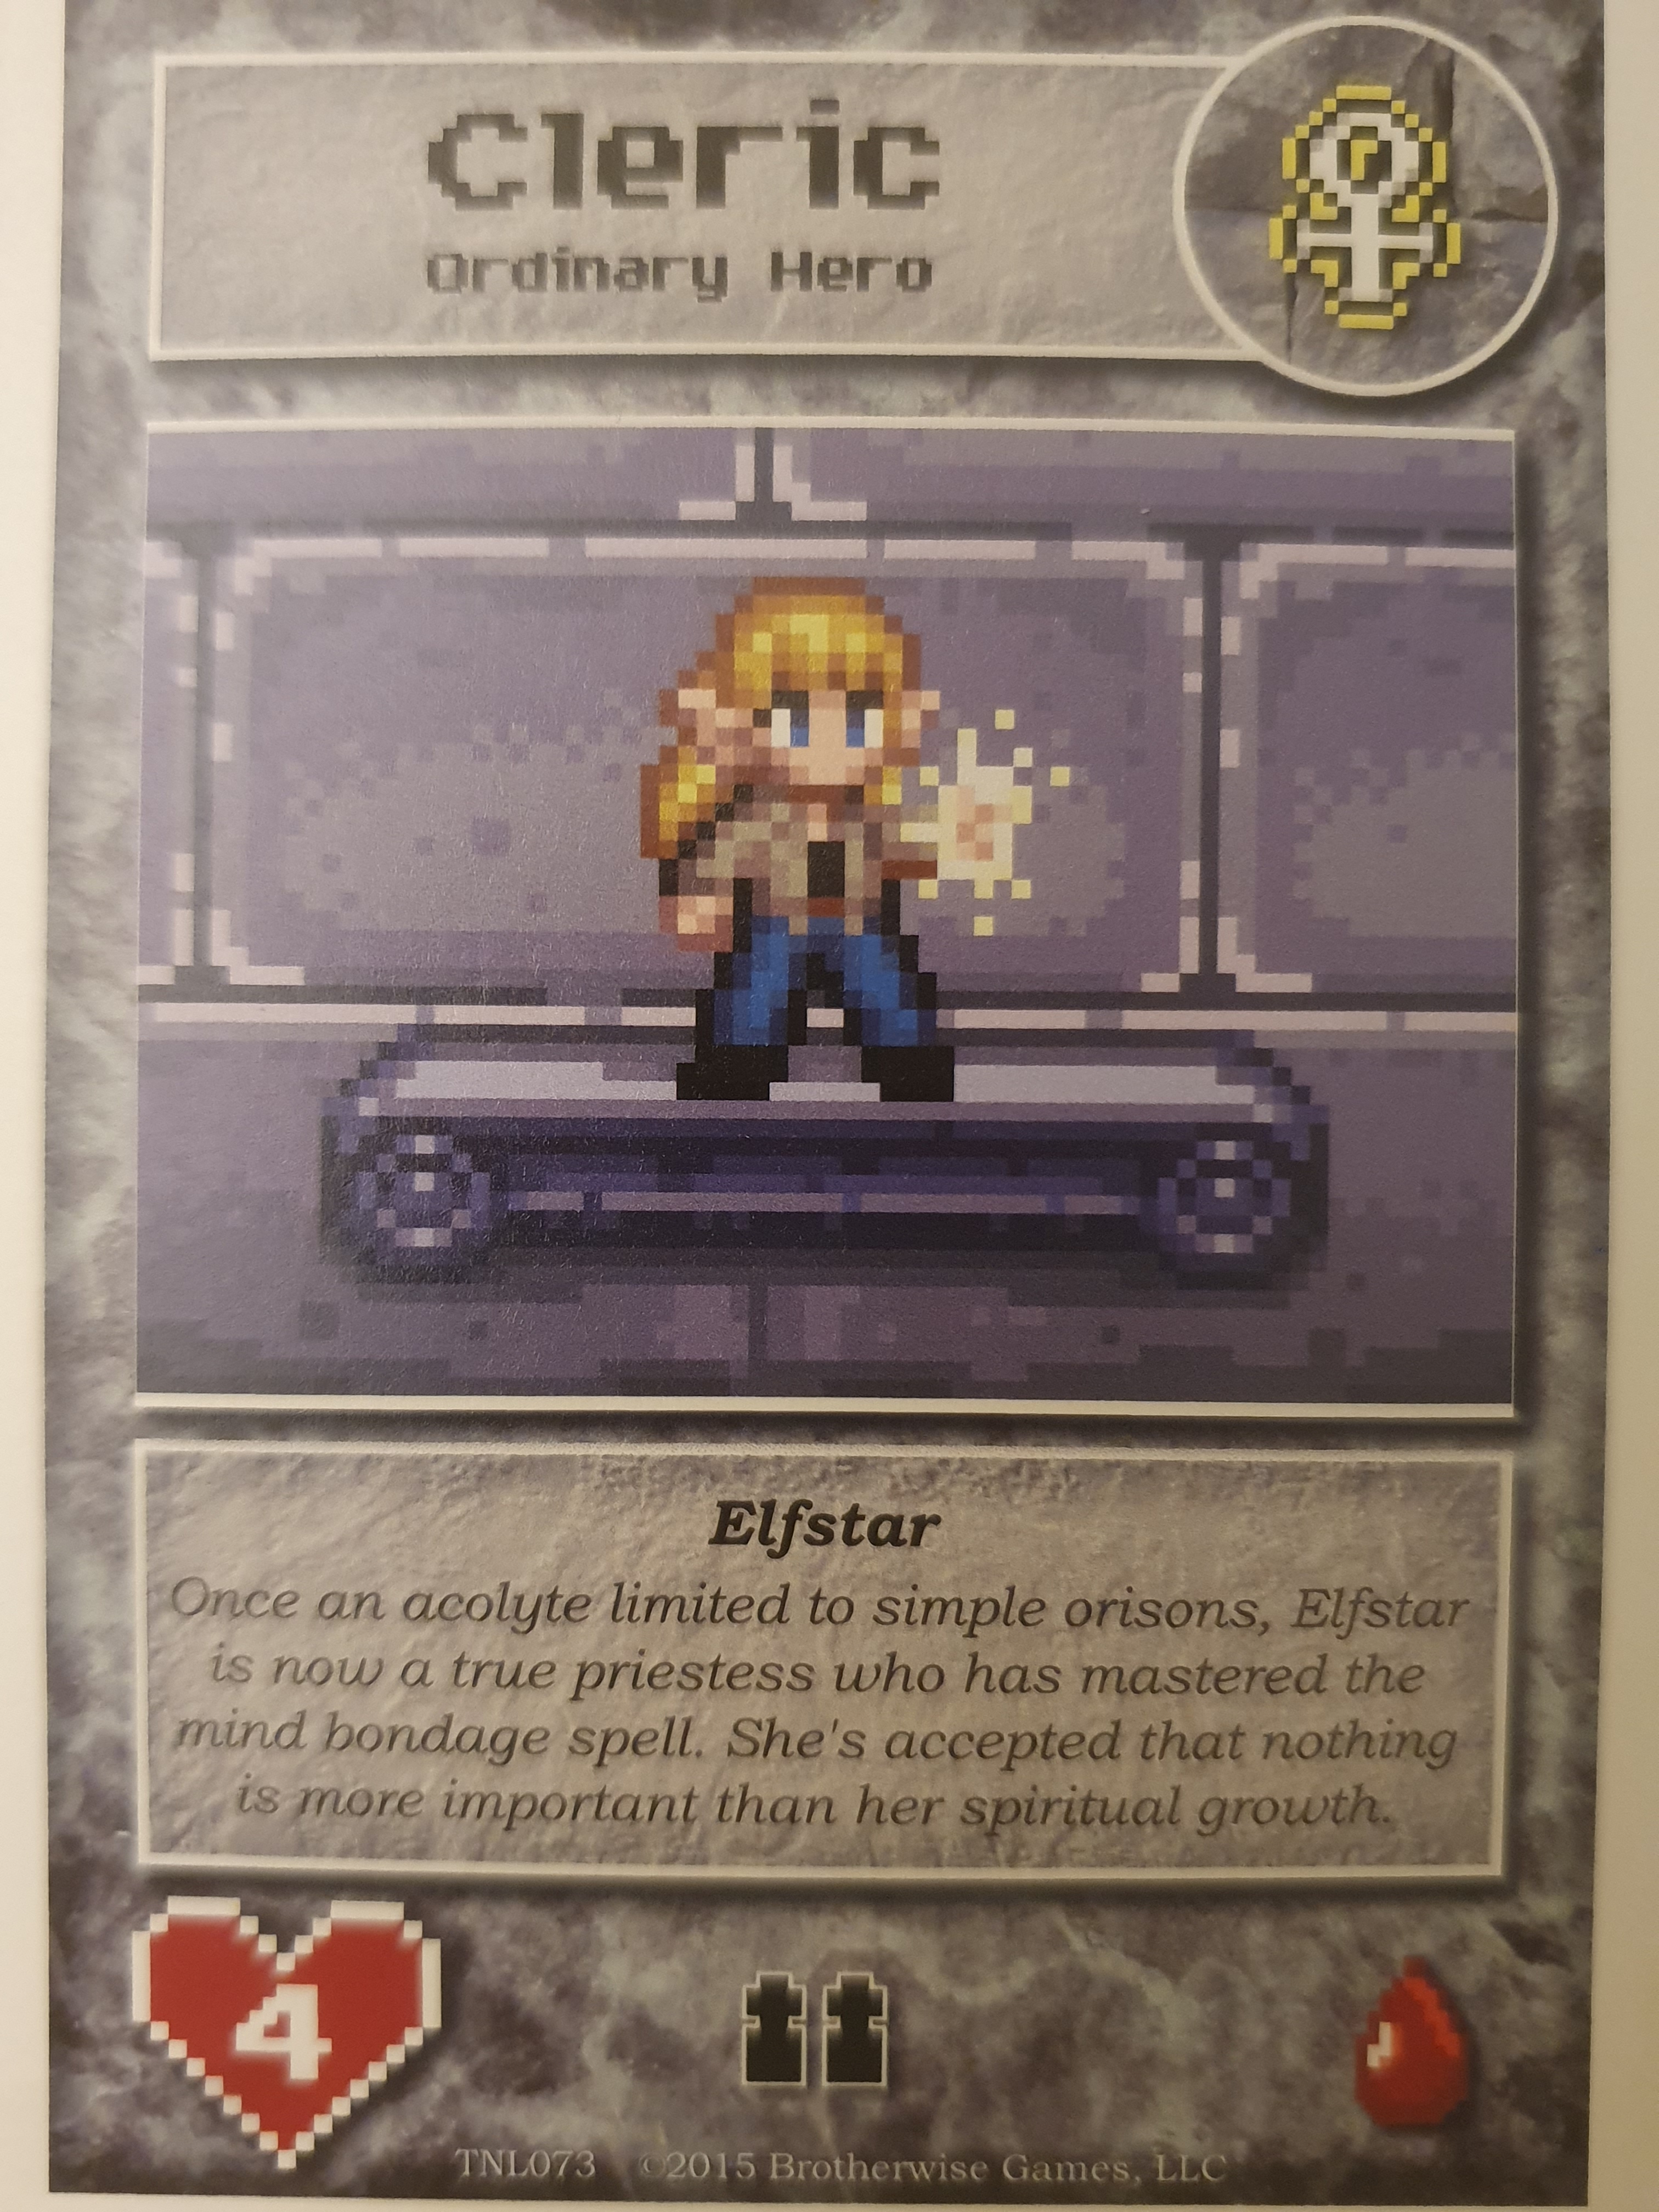 Cleric
Ordinary Hero
Elfstar
Once an acolyte limited to simple orisons, Elfstar
is now a true priestess who has mastered the
mind bondage spell. She's accepted that nothing
is more important than her spiritual growth.
4
TNL073 ©2015 Brotherwise Games, LLC